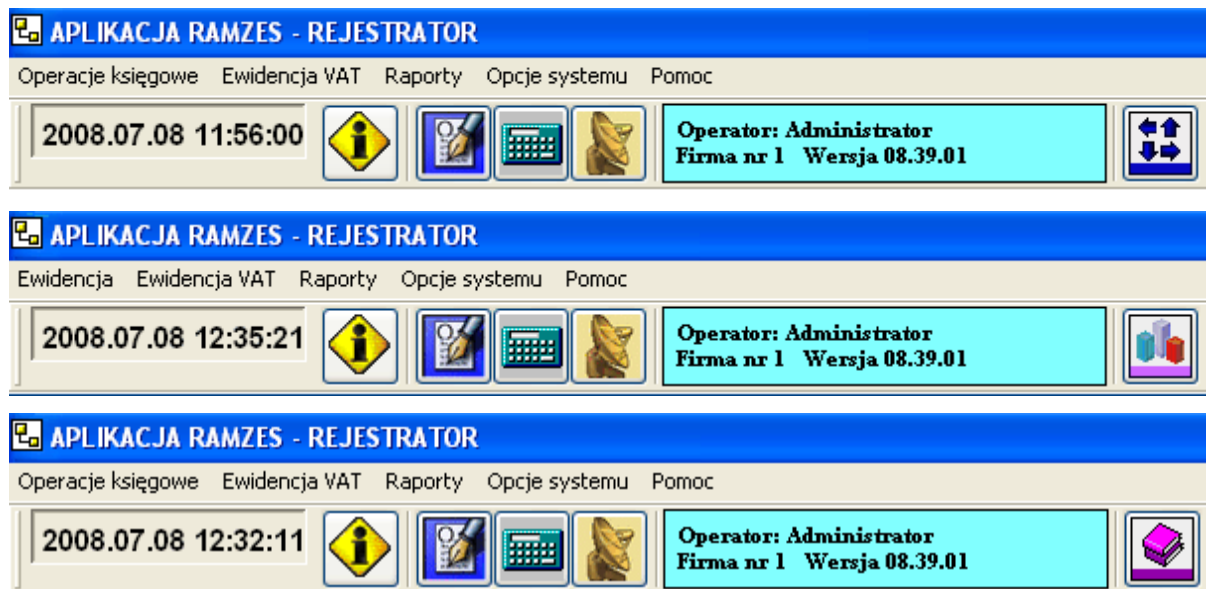 APLIKACJA RAMZES - REJESTRATOR
Operacje księgowe Ewidencja VAT Raporty Opcje systemu Pomoc
2008.07.08 11:56:00
Operator: Administrator
Firma nr 1 Wersja 08.39.01
APLIKACJA RAMZES - REJESTRATOR
Ewidencja Ewidencja VAT Raporty Opcje systemu Pomoc
2008.07.08 12:35:21
Operator: Administrator
Firma nr 1 Wersja 08.39.01
APLIKACJA RAMZES - REJESTRATOR
Operacje księgowe Ewidencja VAT Raporty Opcje systemu Pomoc
2008.07.08 12:32:11
Operator: Administrator
Firma nr 1 Wersja 08.39.01